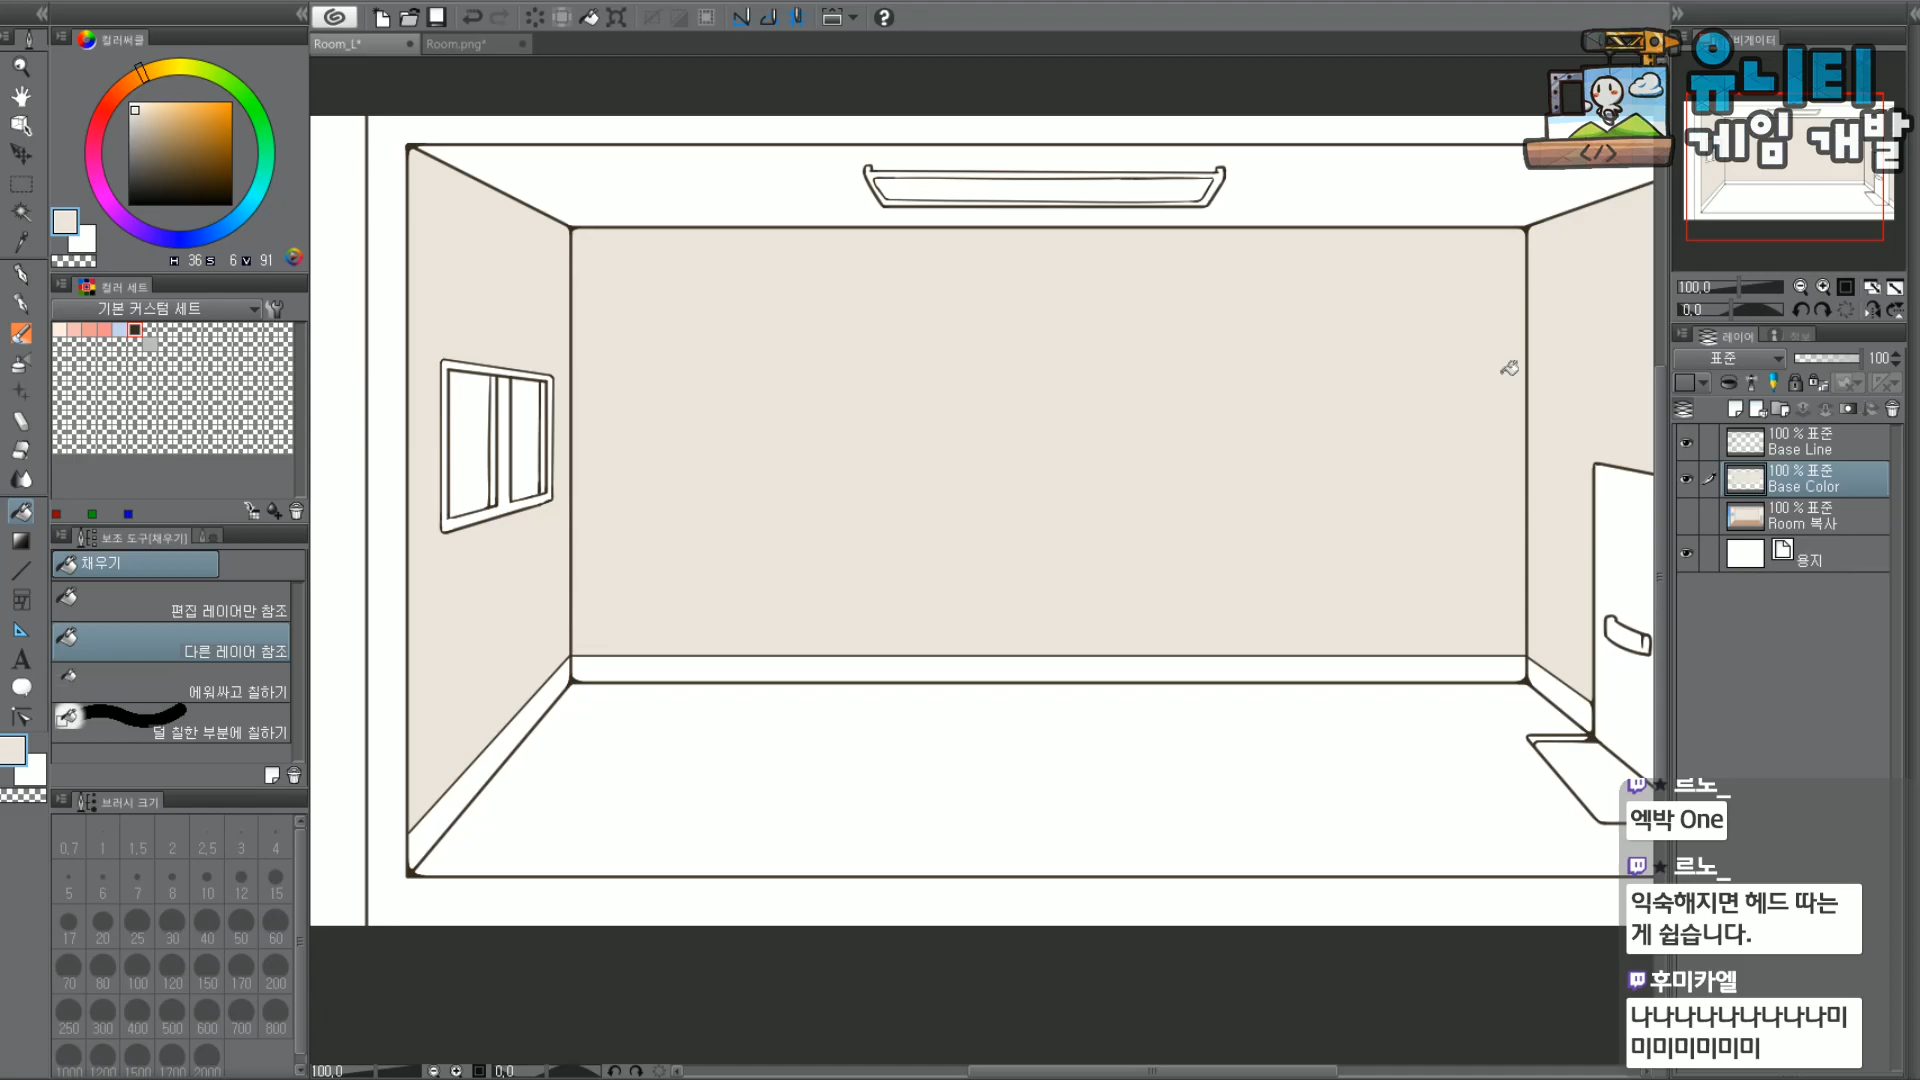 컬러써클
Room_L*
Room.png*
비게이터
유니티
게임 개발
</>
H 36 S 6 V 91
컬러 세트
기본 커스텀 세트
100,0
0,0
레이어
정보
표준
100
100 % 표준
Base Line
100 % 표준
Base Color
100 % 표준
Room 복사
용지
보조 도구[채우기]
채우기
편집 레이어만 참조
다른 레이어 참조
에워싸고 칠하기
덜 칠한 부분에 칠하기
브러시 크기
0.7 1 1.5 2 2.5 3 4
5 6 7 8 10 12 15
17 20 25 30 40 50 60
70 80 100 120 150 170 200
250 300 400 500 600 700 800
1000 1200 1500 1700 2000
100,0
0,0
르노_
엑박 One
르노_
익숙해지면 헤드 따는
게 쉽습니다.
후미카엘
나나나나나나나나나미
미미미미미미